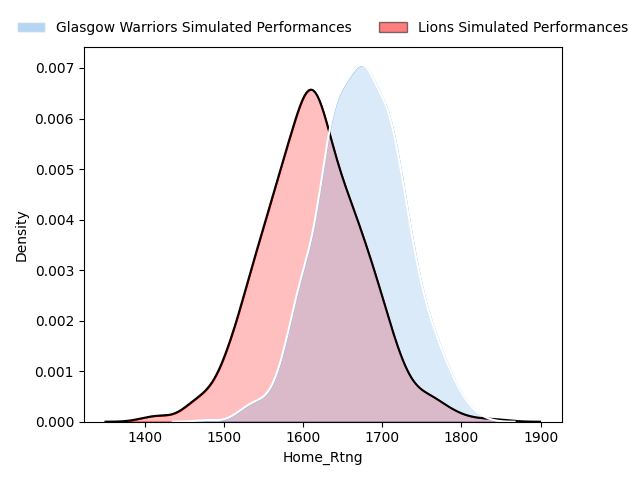 Glasgow Warriors Simulated Performances
Lions Simulated Performances
0.007
0.006
0.005
0.004
0.003
0.002
0.001
0.000
Density
1400 1500 1600 1700 1800 1900
Home_Rtng